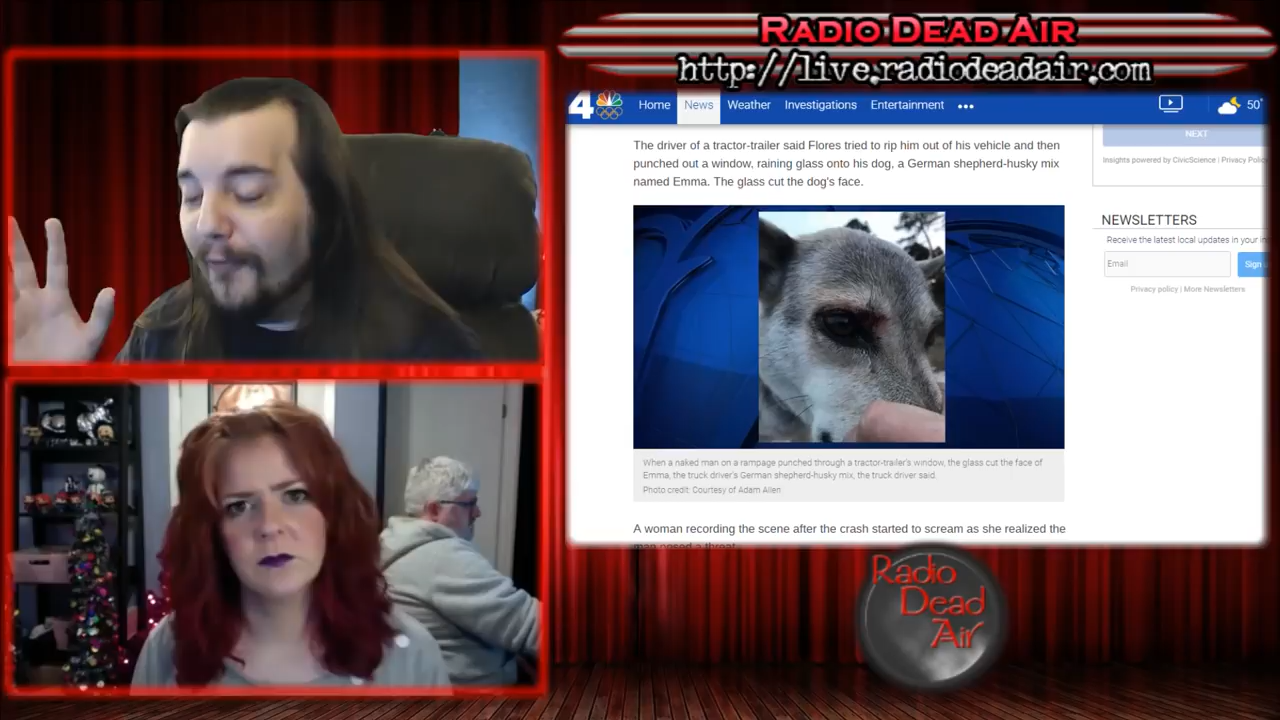 Radio Dead Air
http://live.radiodeadair.com
4 Home News Weather Investigations Entertainment ••• 50°
The driver of a tractor-trailer said Flores tried to rip him out of his vehicle and then
punched out a window, raining glass onto his dog, a German shepherd-husky mix
named Emma. The glass cut the dog's face.
NEXT
Insights powered by CivicScience | Privacy Policy
NEWSLETTERS
Receive the latest local updates in your in
Email
Sign
Privacy policy | More Newsletters
When a naked man on a rampage punched through a tractor-trailer's window, the glass cut the face of
Emma, the truck driver's German shepherd-husky mix, the truck driver said.
Photo credit: Courtesy of Adam Allen
A woman recording the scene after the crash started to scream as she realized the
man posed a threat.
Radio
Dead
Air